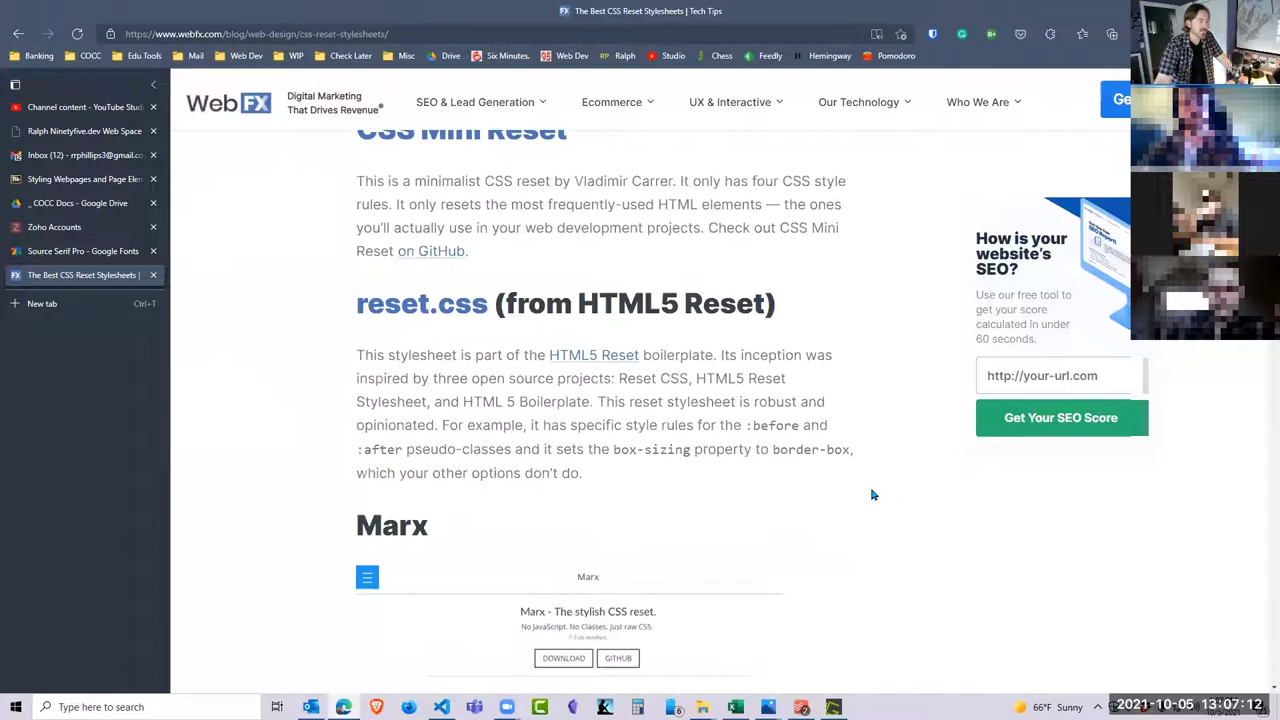 The Best CSS Reset Stylesheets | Tech Tips
https://www.webfx.com/blog/web-design/css-reset-stylesheets/
Banking COCC Edu Tools Mail Web Dev WIP Check Later Misc Drive Six Minutes. Web Dev Ralph Studio Chess Feedly Hemingway Pomodoro
Channel content - YouTube Stud
Ralph Ninetyfive.dev Web Space
Inbox (12) - rrphillips3@gmail.co
Styling Webpages and Page Elem
_ COCC Docs - Google Drive
Zoho Accounts
Source Serif Pro - Google Fonts
The Best CSS Reset Stylesheets |
New tab Ctrl+T
WebFX
Digital Marketing
That Drives Revenue®
SEO & Lead Generation Ecommerce UX & Interactive Our Technology Who We Are
Ge
CSS Mini Reset
This is a minimalist CSS reset by Vladimir Carrer. It only has four CSS style
rules. It only resets the most frequently-used HTML elements — the ones
you'll actually use in your web development projects. Check out CSS Mini
Reset on GitHub.
reset.css (from HTML5 Reset)
This stylesheet is part of the HTML5 Reset boilerplate. Its inception was
inspired by three open source projects: Reset CSS, HTML5 Reset
Stylesheet, and HTML 5 Boilerplate. This reset stylesheet is robust and
opinionated. For example, it has specific style rules for the :before and
:after pseudo-classes and it sets the box-sizing property to border-box,
which your other options don't do.
Marx
Marx
Marx - The stylish CSS reset.
No JavaScript. No Classes. Just raw CSS.
DOWNLOAD GITHUB
How is your
website's
SEO?
Use our free tool to
get your score
calculated in under
60 seconds.
http://your-url.com
Get Your SEO Score
Type here to search
66°F Sunny
2021-10-05 13:07:12